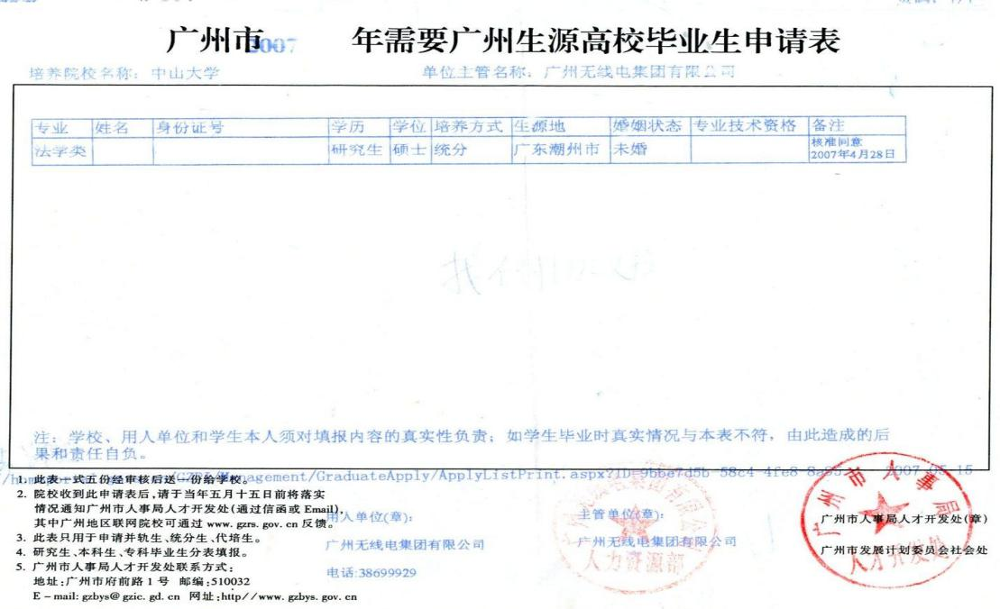 广州市2007 年需要广州生源高校毕业生申请表
培养院校名称：中山大学 单位主管名称：广州无线电集团有限公司
专业 姓名 身份证号 学历 学位 培养方式 生源地 婚姻状态 专业技术资格 备注
法学类 研究生 硕士 统分 广东潮州市 未婚 核准同意
2007年4月28日
注：学校、用人单位和学生本人须对填报内容的真实性负责；如学生毕业时真实情况与本表不符，由此造成的后
果和责任自负。
Management/GraduateApply/ApplyListPrint.aspx?ID=9bbe7d5b-58c4-4fe8 2007-05-15
1. 此表一式五份经审核后送一份给学校。
2. 院校收到此申请表后,请于当年五月十五日前将落实
情况通知广州市人事局人才开发处(通过信函或 Email),
其中广州地区联网院校可通过 www. gzrs. gov. cn 反馈。
3. 此表只用于申请并轨生、统分生、代培生。
4. 研究生、本科生、专科毕业生分表填报。
5. 广州市人事局人才开发处联系方式：
地址:广州市府前路 1 号 邮编:510032
E－mail: gzbys@ gzic. gd. cn 网址:http//www. gzbys. gov. cn
用人单位(章)：
广州无线电集团有限公司
电话:38699929
主管单位(章)：
广州无线电集团有限公司
人力资源部
广州市人事局
广州市人事局人才开发处(章)
广州市发展计划委员会社会处
人才开发处